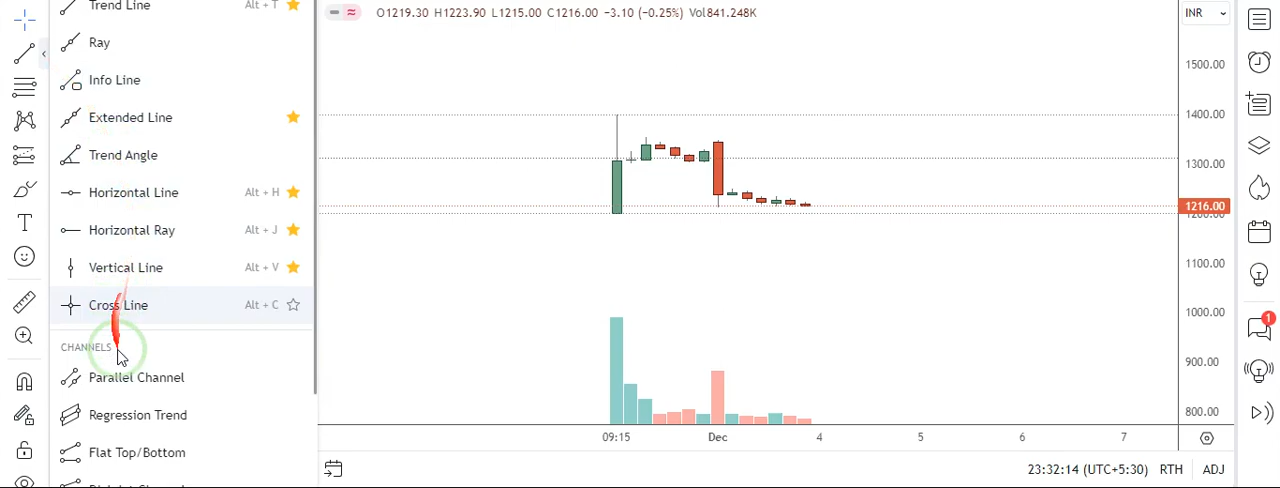 Trend Line Alt + T
Ray
Info Line
Extended Line
Trend Angle
Horizontal Line Alt + H
Horizontal Ray Alt + J
Vertical Line Alt + V
Cross Line Alt + C
CHANNELS
Parallel Channel
Regression Trend
Flat Top/Bottom
O1219.30 H1223.90 L1215.00 C1216.00 −3.10 (−0.25%) Vol841.248K
INR
1500.00
1400.00
1300.00
1216.00
1200.00
1100.00
1000.00
900.00
800.00
09:15 Dec 4 5 6 7
23:32:14 (UTC+5:30) RTH ADJ
1